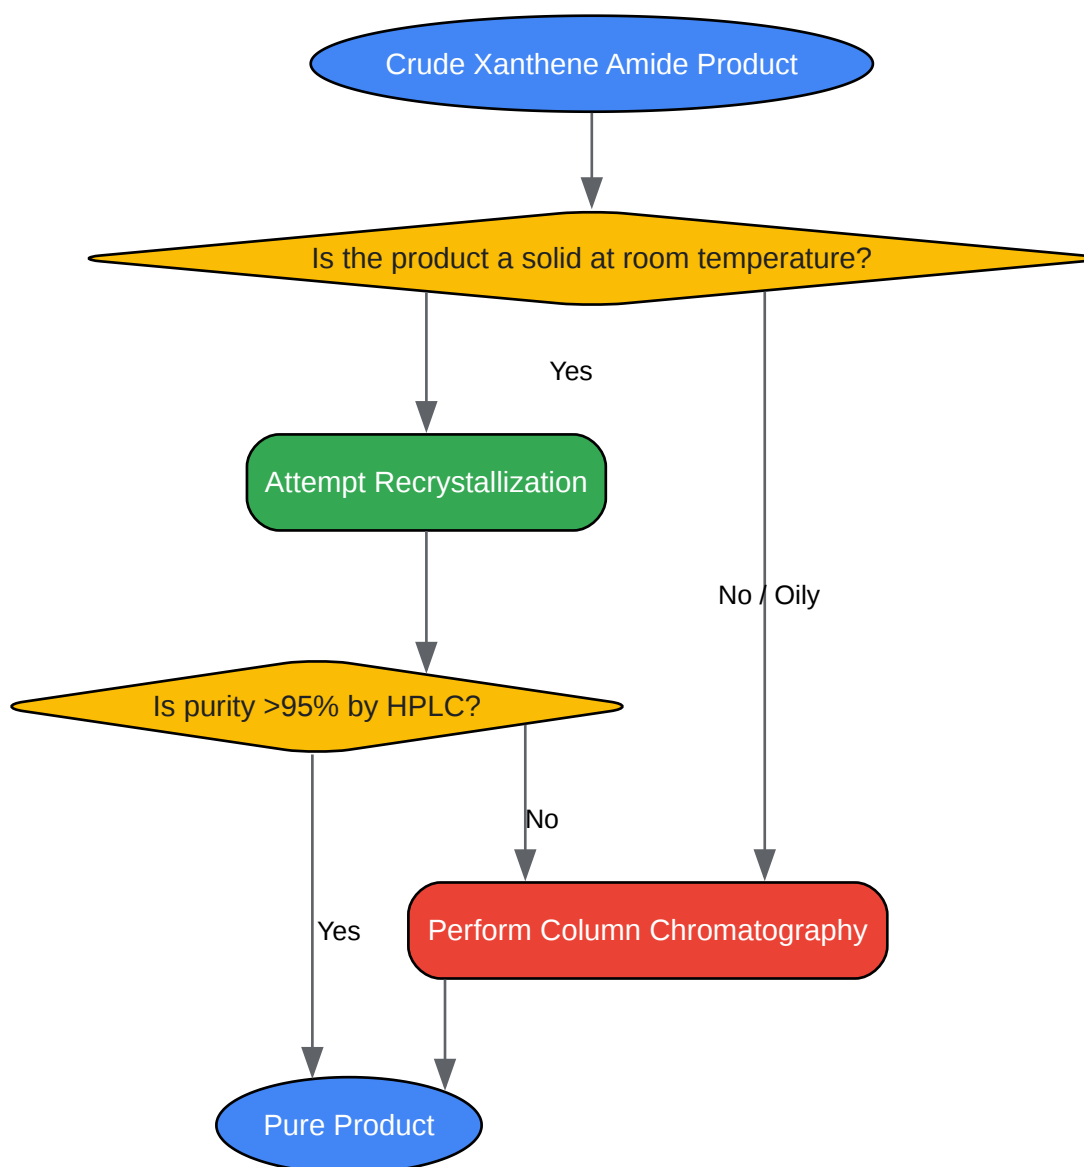 Crude Xanthene Amide Product
Is the product a solid at room temperature?
Yes
Attempt Recrystallization
No / Oily
Is purity >95% by HPLC?
No
Yes
Perform Column Chromatography
Pure Product